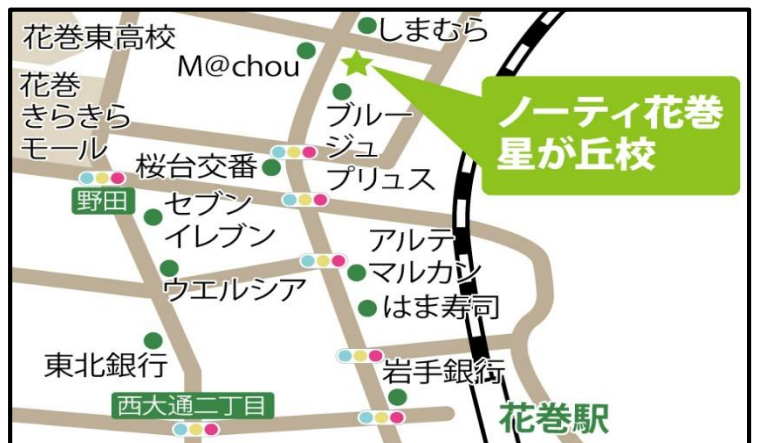 しまむら
花巻東高校
M@chou
花巻
きらきら
モール
ブルー
ジュ
プリュス
ノーティ花巻
星が丘校
桜台交番
野田
セブン
イレブン
アルテ
マルカン
ウエルシア
はま寿司
東北銀行
岩手銀行
西大通二丁目
花巻駅